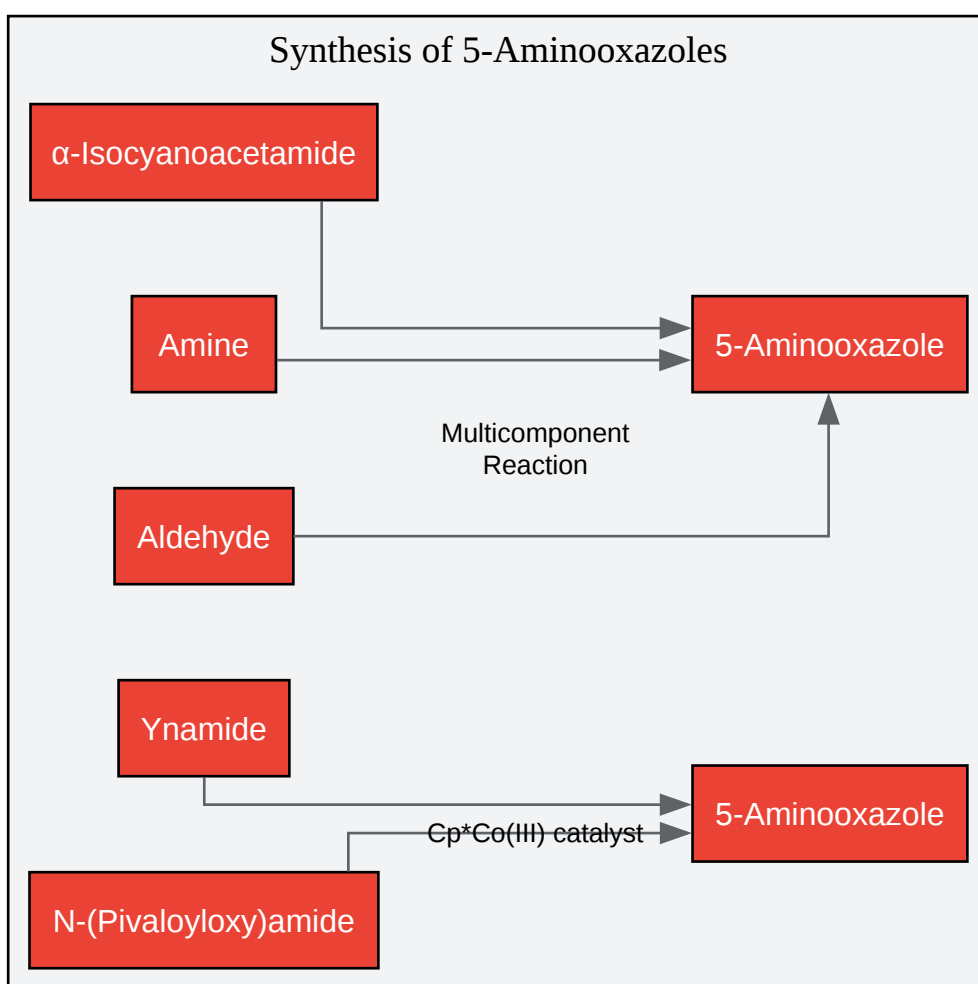 Synthesis of 5-Aminooxazoles
α-Isocyanoacetamide
Amine
5-Aminooxazole
Multicomponent
Reaction
Aldehyde
Ynamide
5-Aminooxazole
Cp*Co(III) catalyst
N-(Pivaloyloxy)amide